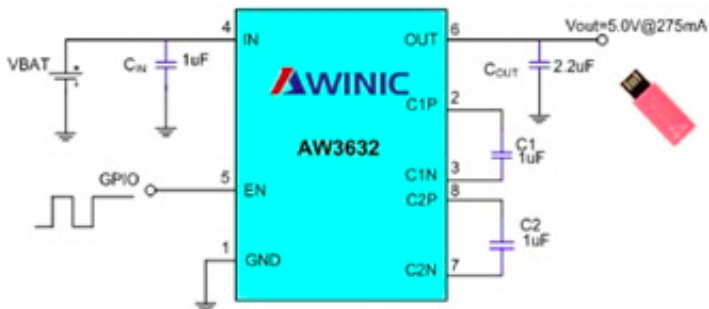 4 IN
OUT 6
Vout=5.0V@275mA
VBAT
CIN 1uF
COUT 2.2uF
AWINIC
C1P 2
AW3632
C1 1uF
C1N 3
GPIO
5 EN
C2P 8
C2 1uF
1 GND
C2N 7